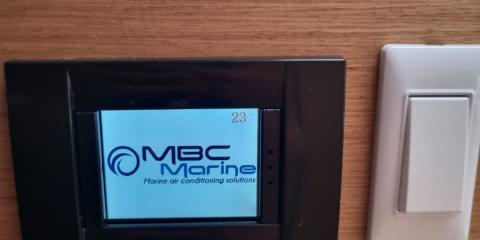 23
MBC
Marine
Marine air conditioning solutions